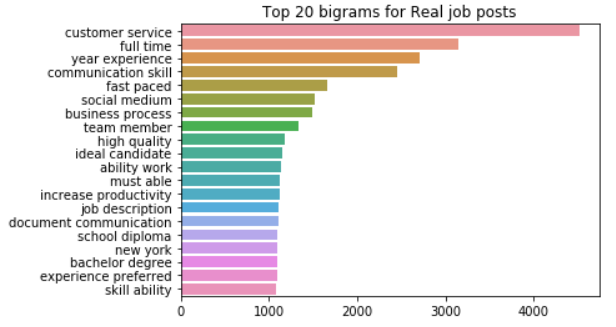 Top 20 bigrams for Real job posts
customer service
full time
year experience
communication skill
fast paced
social medium
business process
team member
high quality
ideal candidate
ability work
must able
increase productivity
job description
document communication
school diploma
new york
bachelor degree
experience preferred
skill ability
0 1000 2000 3000 4000